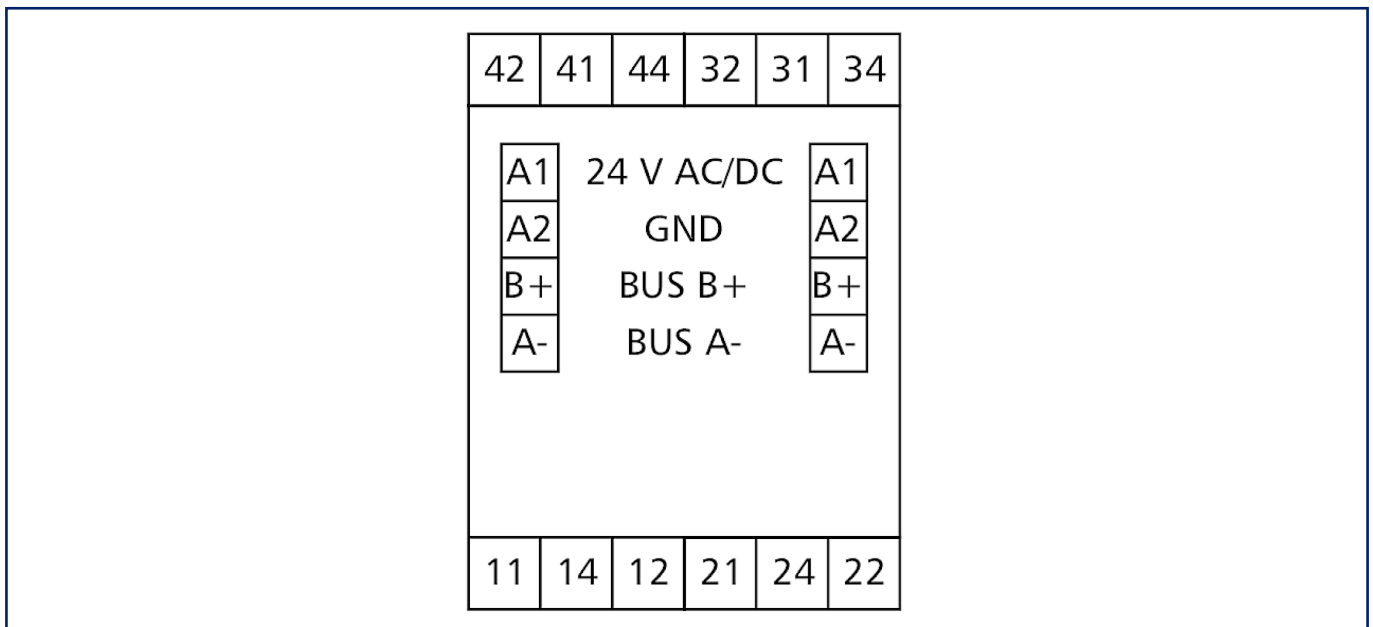 42 41 44 32 31 34
A1 24 V AC/DC A1
A2 GND A2
B+ BUS B+ B+
A- BUS A- A-
11 14 12 21 24 22